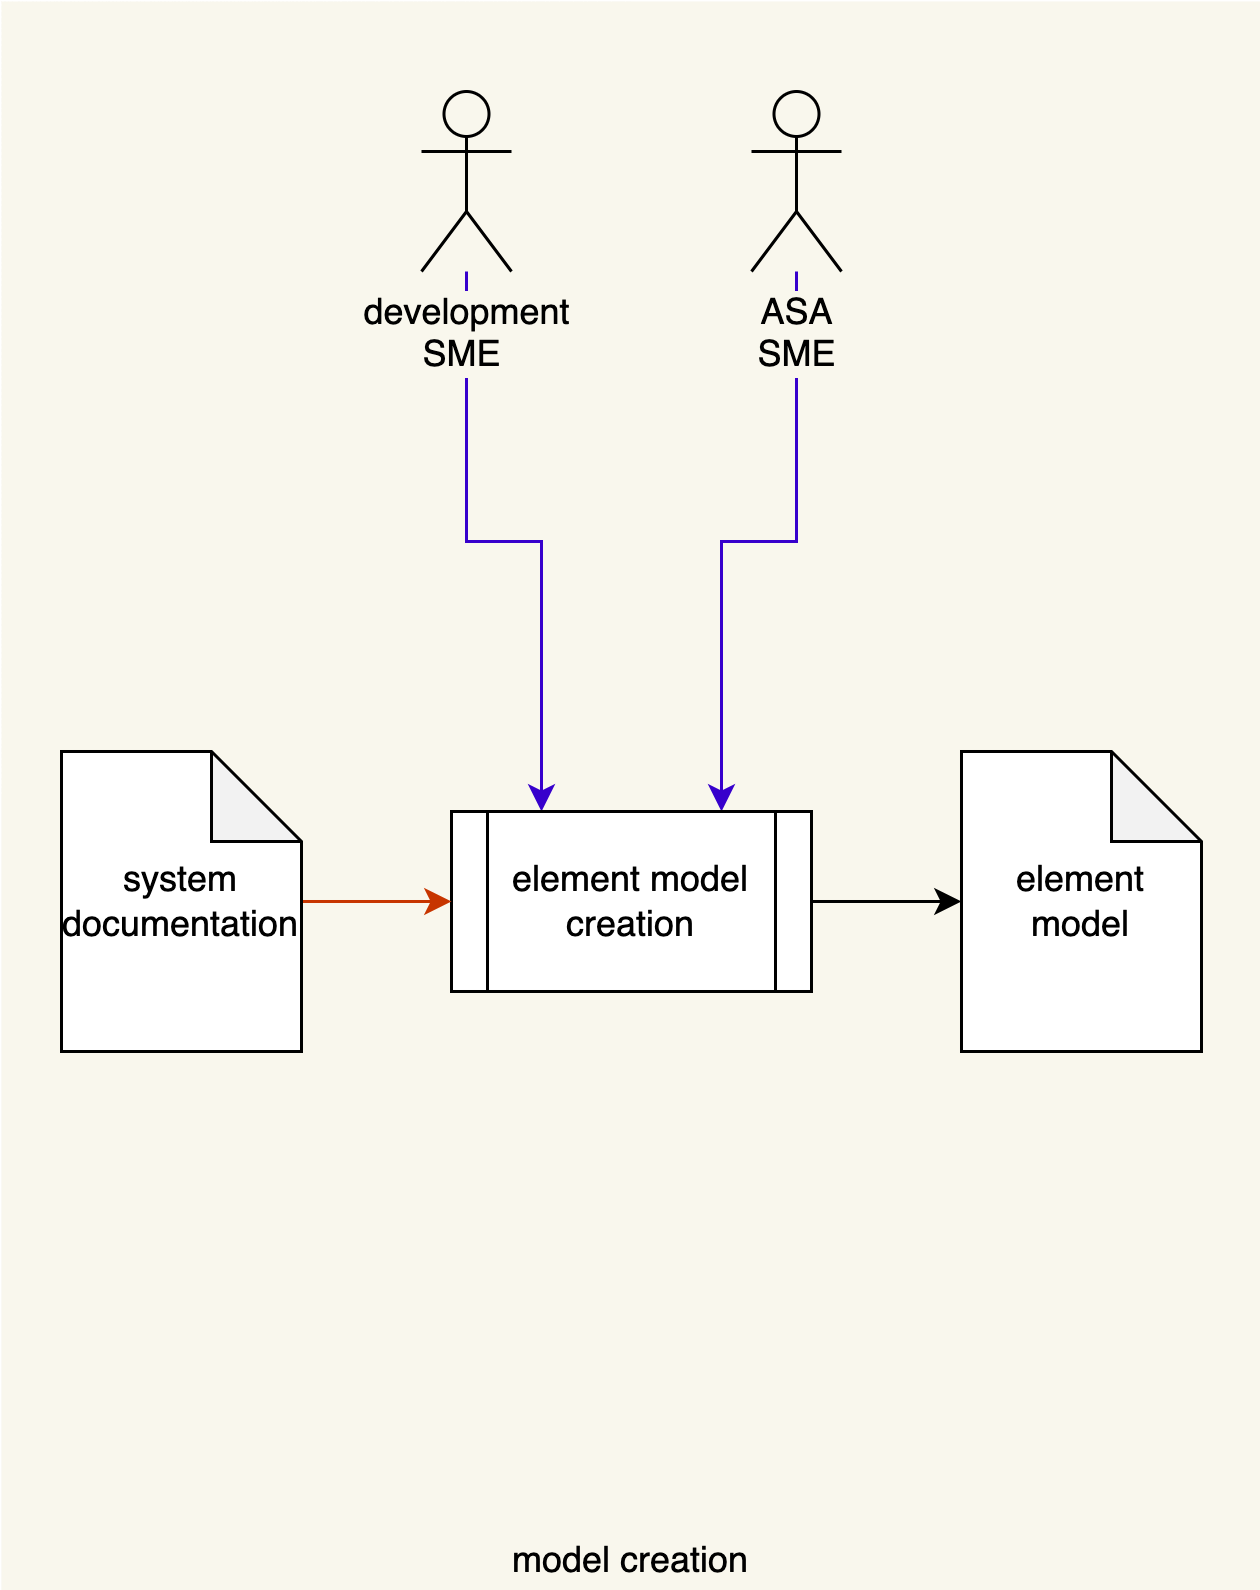 development
SME
ASA
SME
system
documentation
element model
creation
element
model
model creation